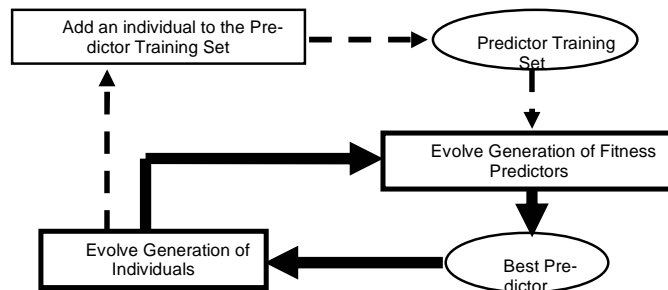 Add an individual to the Pre-
dictor Training Set
Predictor Training
Set
Evolve Generation of Fitness
Predictors
Evolve Generation of
Individuals
Best Pre-
dictor